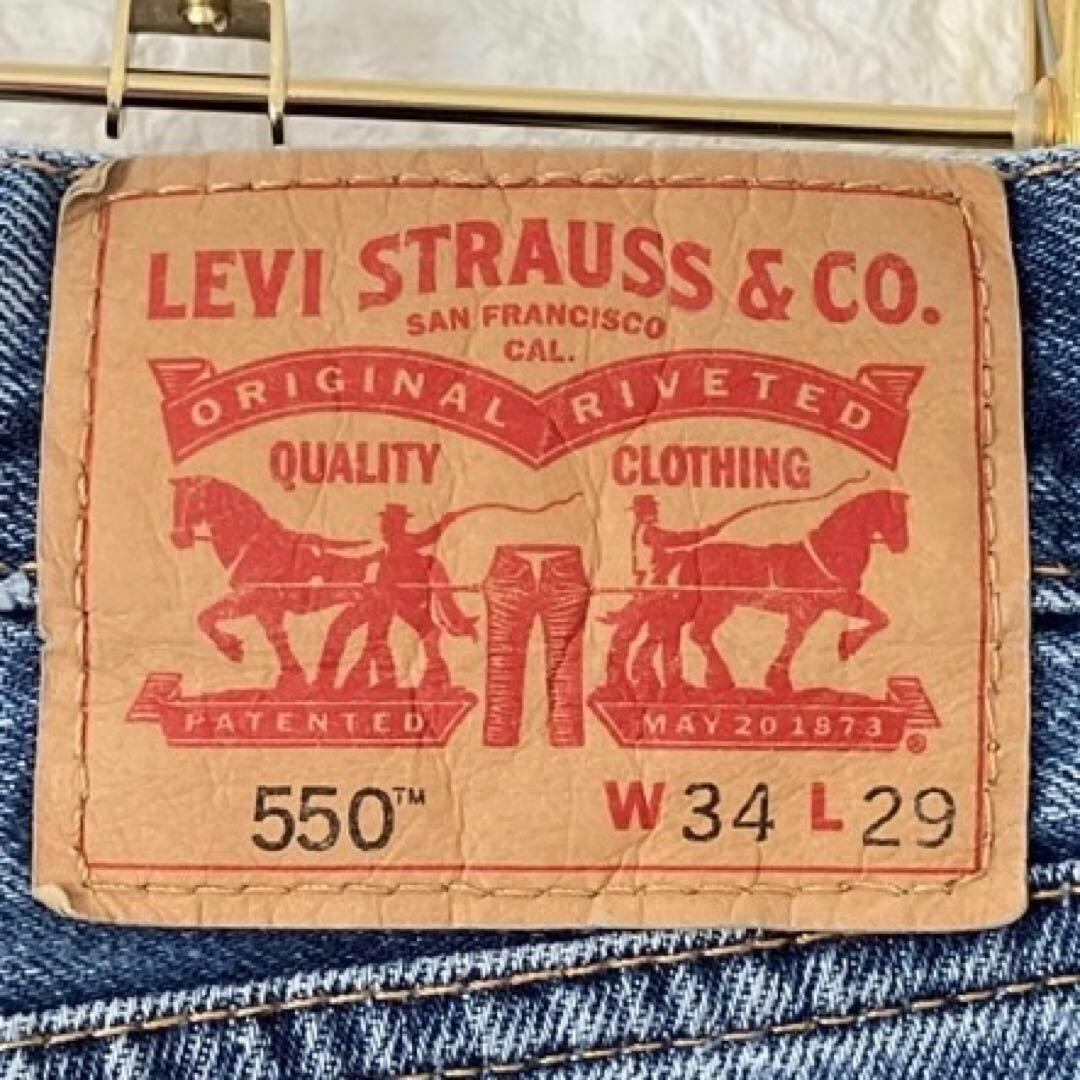 LEVI STRAUSS & CO.
SAN FRANCISCO
CAL.
ORIGINAL RIVETED
QUALITY CLOTHING
PATENTED MAY 20 1873 ®
550™ W 34 L 29